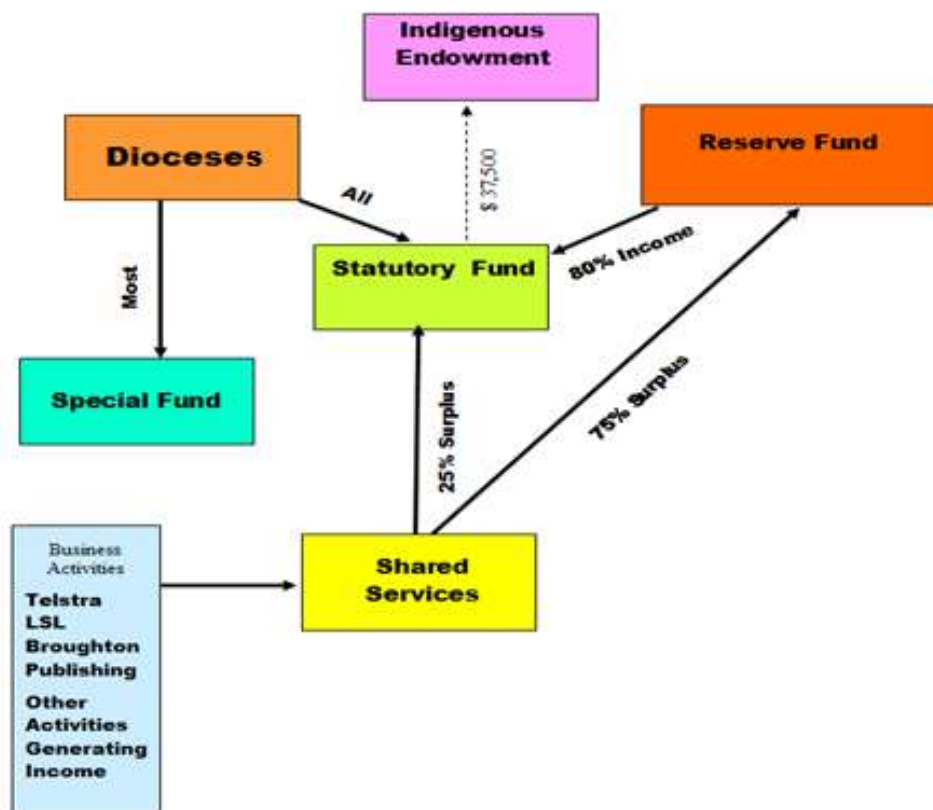 Indigenous
Endowment
Dioceses
Reserve Fund
All
$ 37,500
80% Income
Statutory Fund
Most
Special Fund
25% Surplus
75% Surplus
Business
Activities
Telstra
LSL
Broughton
Publishing
Other
Activities
Generating
Income
Shared
Services